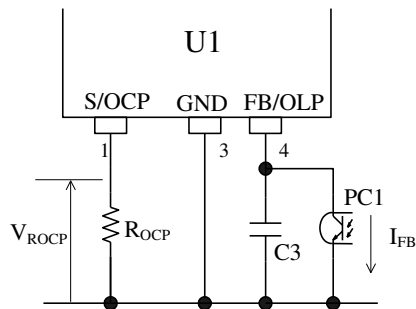 U1
S/OCP GND FB/OLP
1 3 4
PC1
VROCP ROCP C3 IFB